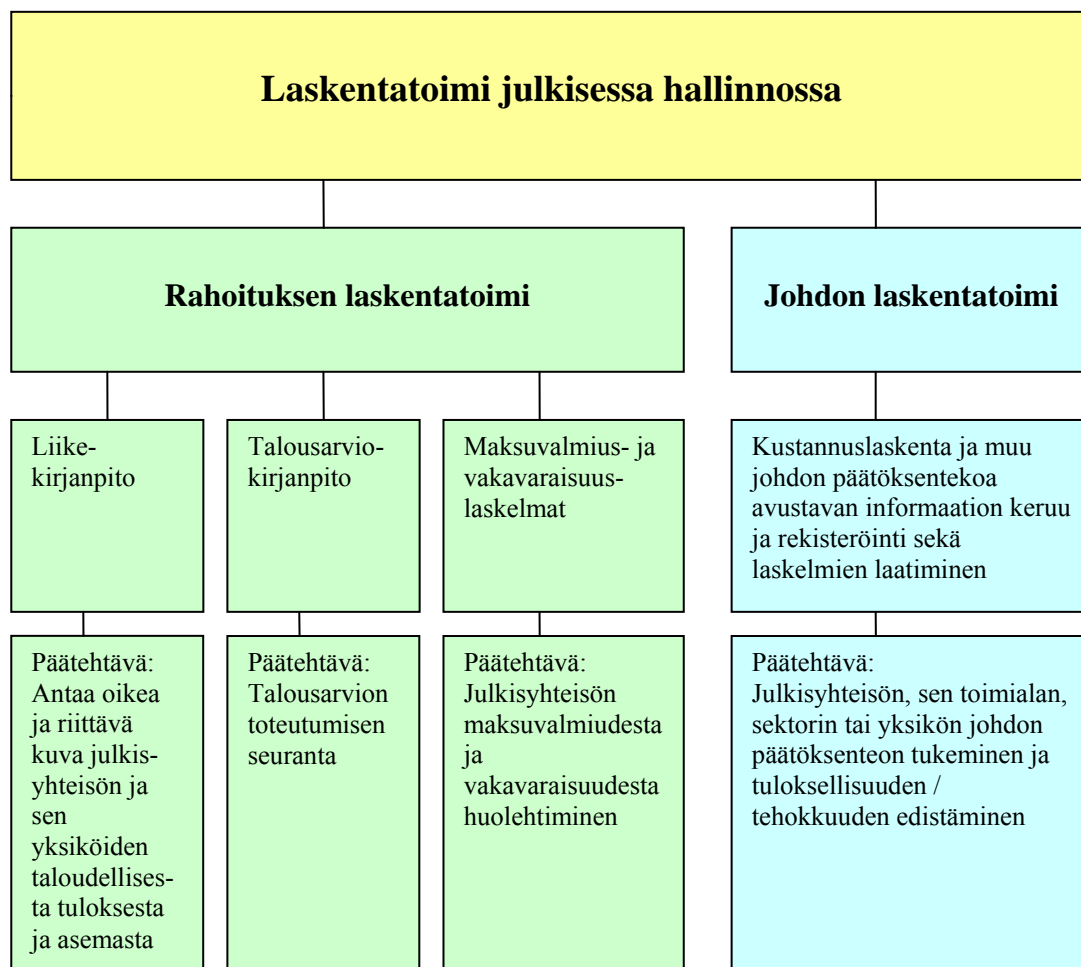 Laskentatoimi julkisessa hallinnossa
Rahoituksen laskentatoimi
Johdon laskentatoimi
Liike-
kirjanpito
Talousarvio-
kirjanpito
Maksuvalmius- ja
vakavaraisuus-
laskelmat
Kustannuslaskenta ja muu
johdon päätöksentekoa
avustavan informaation keruu
ja rekisteröinti sekä
laskelmien laatiminen
Päätehtävä:
Antaa oikea
ja riittävä
kuva julkis-
yhteisön ja
sen
yksiköiden
taloudellises-
ta tuloksesta
ja asemasta
Päätehtävä:
Talousarvion
toteutumisen
seuranta
Päätehtävä:
Julkisyhteisön
maksuvalmiudesta
ja
vakavaraisuudesta
huolehtiminen
Päätehtävä:
Julkisyhteisön, sen toimialan,
sektorin tai yksikön johdon
päätöksenteon tukeminen ja
tuloksellisuuden /
tehokkuuden edistäminen